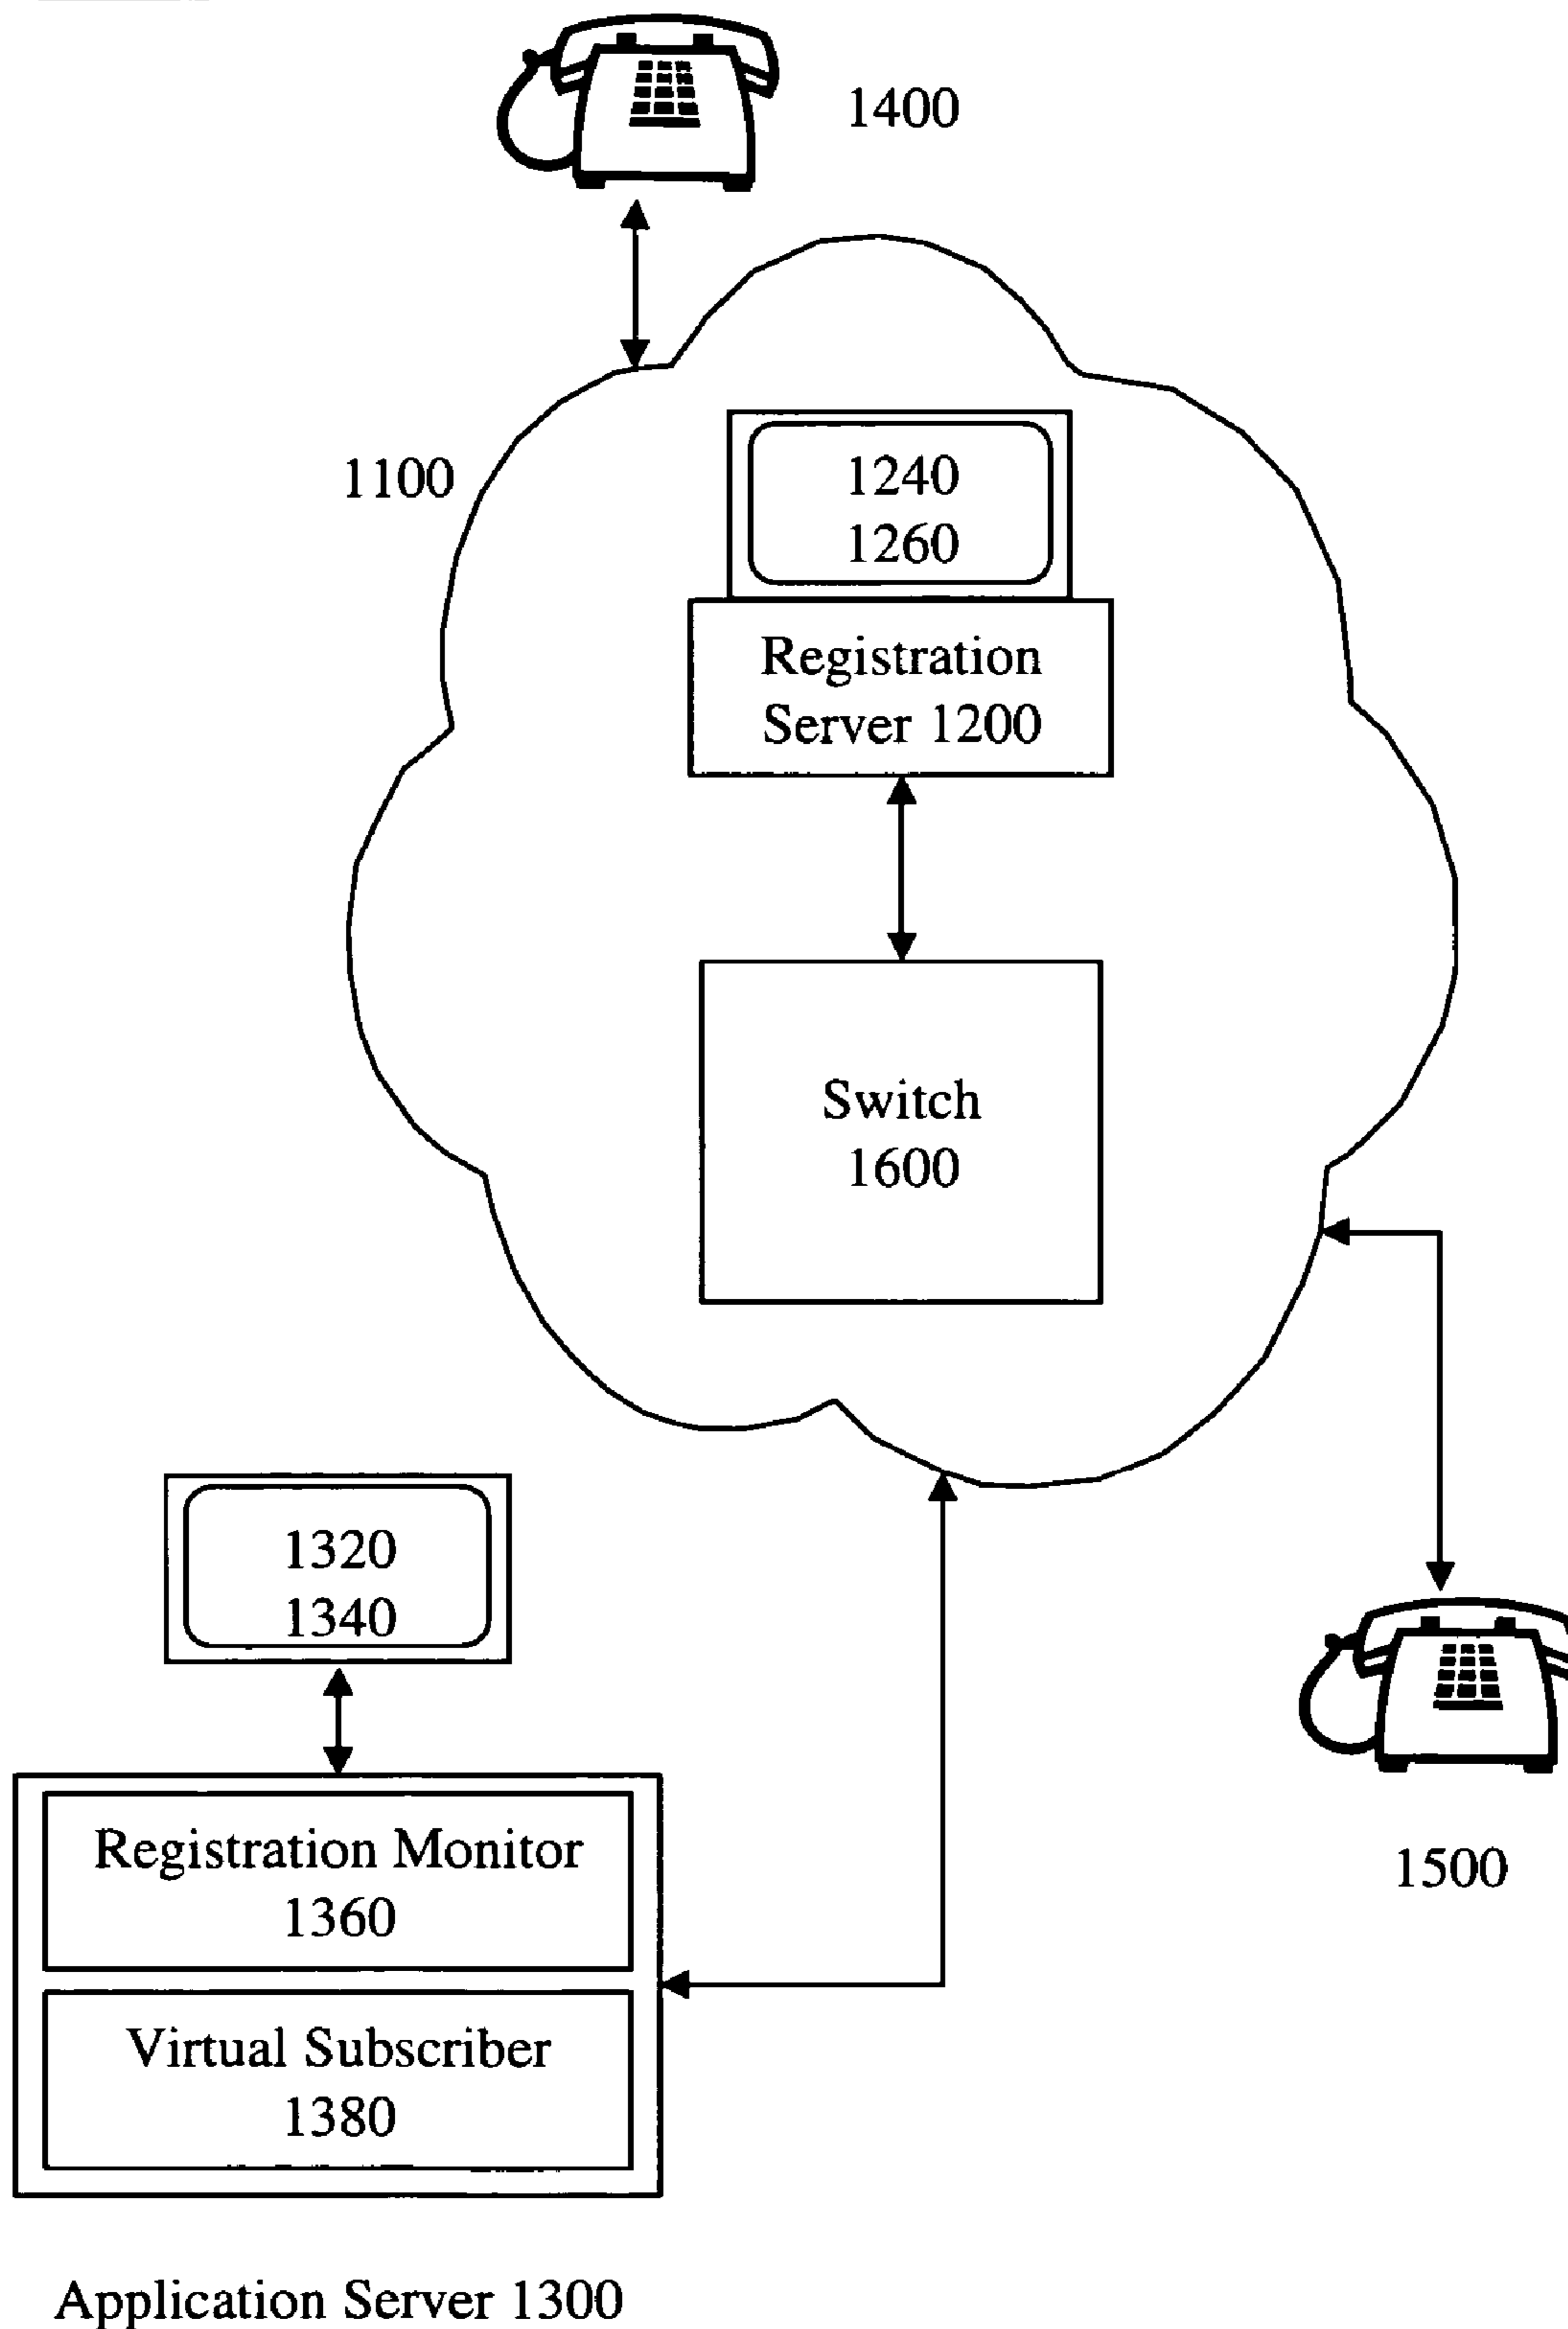 1400
1100
1240
1260
Registration
Server 1200
Switch
1600
1320
1340
Registration Monitor
1360
Virtual Subscriber
1380
1500
Application Server 1300